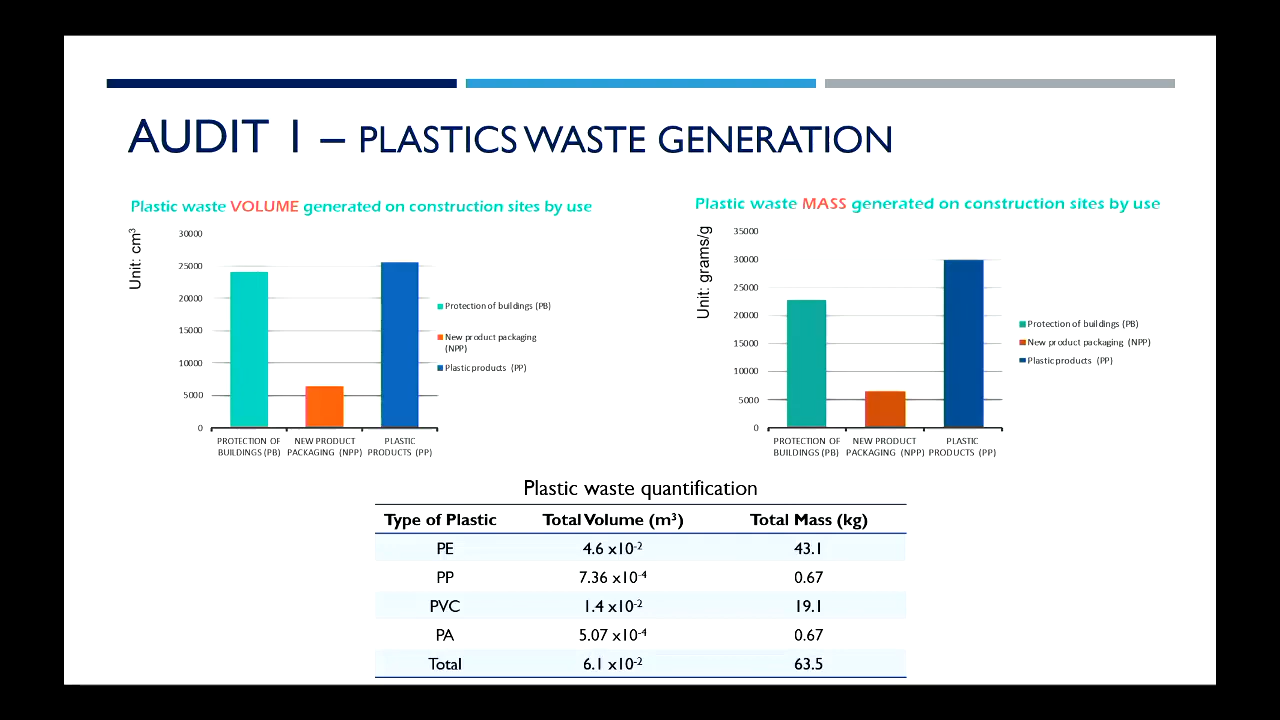 AUDIT 1 – PLASTICS WASTE GENERATION
Plastic waste VOLUME generated on construction sites by use
Unit: cm³
30000
25000
20000
15000
10000
5000
0
PROTECTION OF
BUILDINGS (PB)
NEW PRODUCT
PACKAGING (NPP)
PLASTIC
PRODUCTS (PP)
Protection of buildings (PB)
New product packaging
(NPP)
Plastic products (PP)
Plastic waste MASS generated on construction sites by use
Unit: grams/g
35000
30000
25000
20000
15000
10000
5000
0
PROTECTION OF
BUILDINGS (PB)
NEW PRODUCT
PACKAGING (NPP)
PLASTIC
PRODUCTS (PP)
Protection of buildings (PB)
New product packaging (NPP)
Plastic products (PP)
Plastic waste quantification
Type of Plastic Total Volume (m³) Total Mass (kg)
PE 4.6 x10⁻² 43.1
PP 7.36 x10⁻⁴ 0.67
PVC 1.4 x10⁻² 19.1
PA 5.07 x10⁻⁴ 0.67
Total 6.1 x10⁻² 63.5